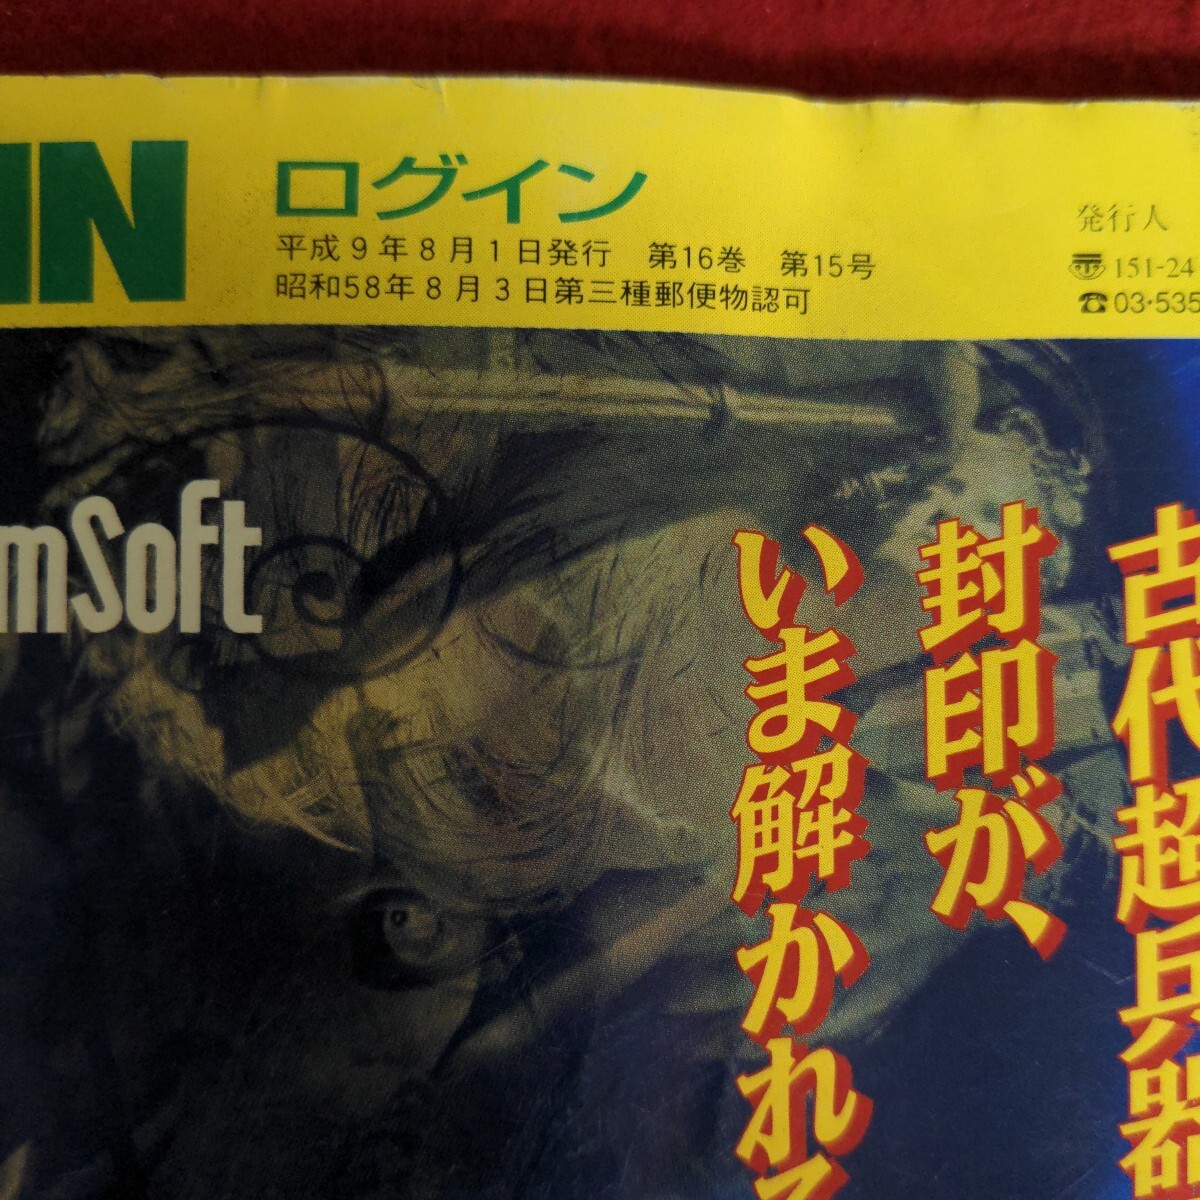 IN
ログイン
平成9年8月1日発行 第16巻 第15号
昭和58年8月3日第三種郵便物認可
発行人
〒151-24
☎03・535
mSoft
古代超兵器
封印が、
いま解かれ